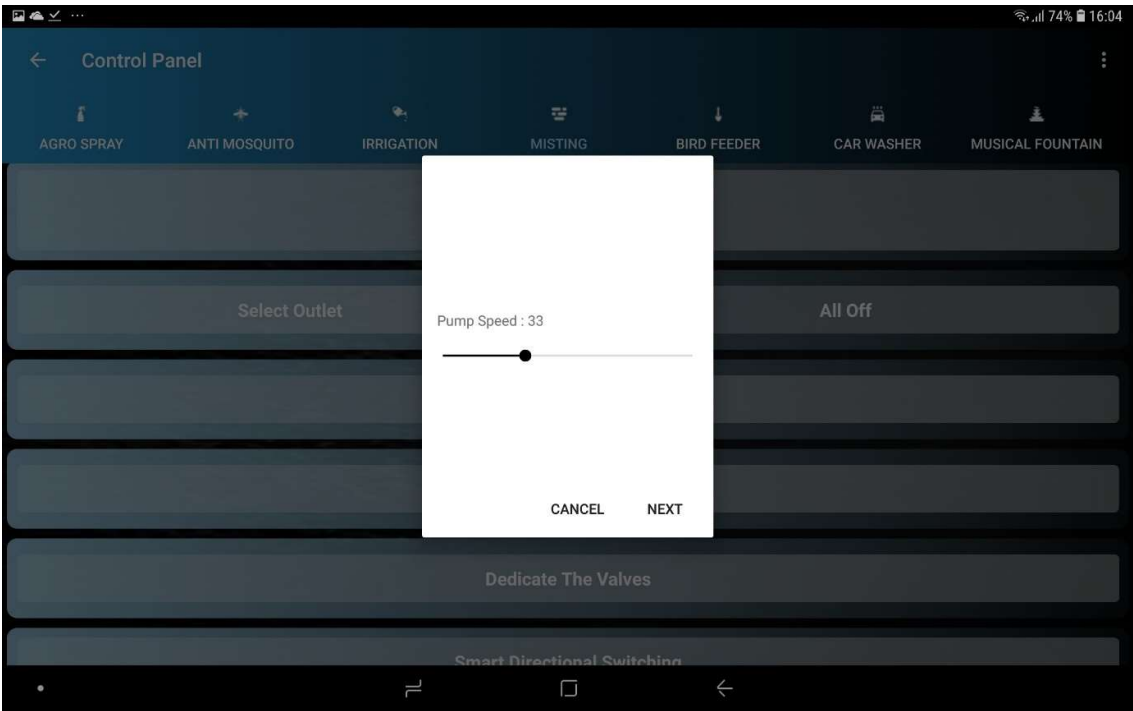 74% 16:04
Control Panel
AGRO SPRAY ANTI MOSQUITO IRRIGATION MISTING BIRD FEEDER CAR WASHER MUSICAL FOUNTAIN
Select Outlet All Off
Pump Speed : 33
CANCEL NEXT
Dedicate The Valves
Smart Directional Switching